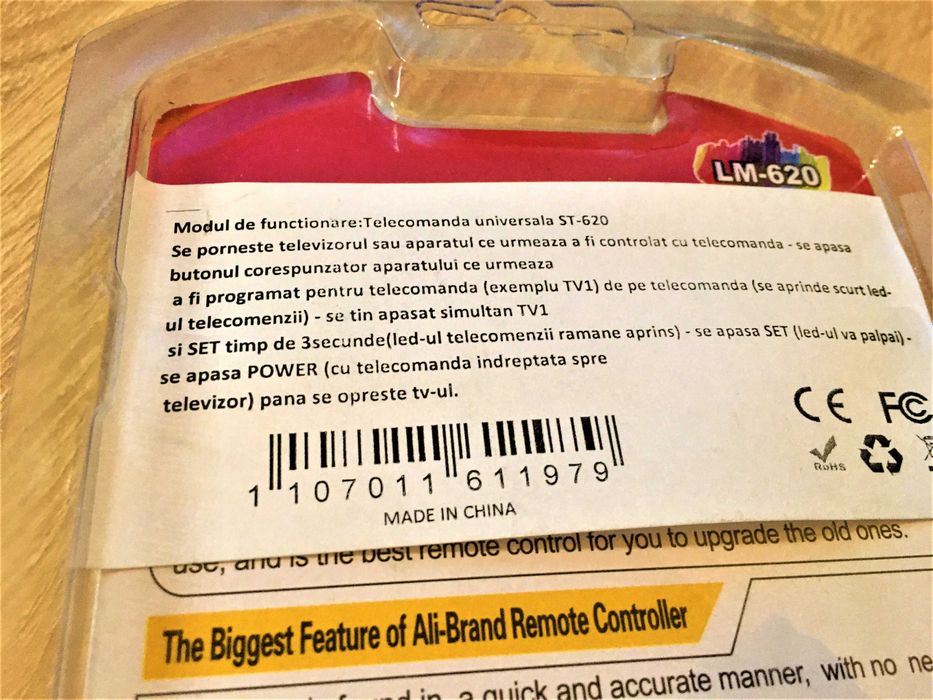 LM-620
Modul de functionare:Telecomanda universala ST-620
Se porneste televizorul sau aparatul ce urmeaza a fi controlat cu telecomanda - se apasa
butonul corespunzator aparatului ce urmeaza
a fi programat pentru telecomanda (exemplu TV1) de pe telecomanda (se aprinde scurt led-
ul telecomenzii) - se tin apasat simultan TV1
si SET timp de 3secunde(led-ul telecomenzii ramane aprins) - se apasa SET (led-ul va palpai) -
se apasa POWER (cu telecomanda indreptata spre
televizor) pana se opreste tv-ul.
CE FC
RoHS
1 107011 611979
MADE IN CHINA
use, and is the best remote control for you to upgrade the old ones.
The Biggest Feature of Ali-Brand Remote Controller
in a quick and accurate manner, with no